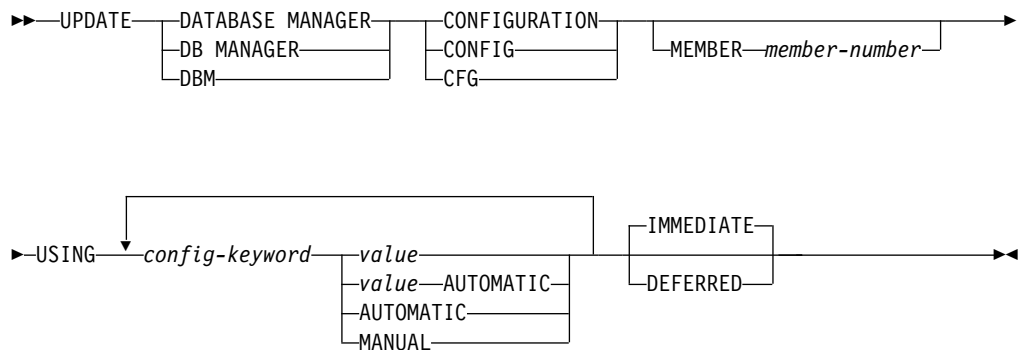 UPDATE DATABASE MANAGER CONFIGURATION
DB MANAGER CONFIG MEMBER member-number
DBM CFG
IMMEDIATE
USING config-keyword value
value AUTOMATIC DEFERRED
AUTOMATIC
MANUAL